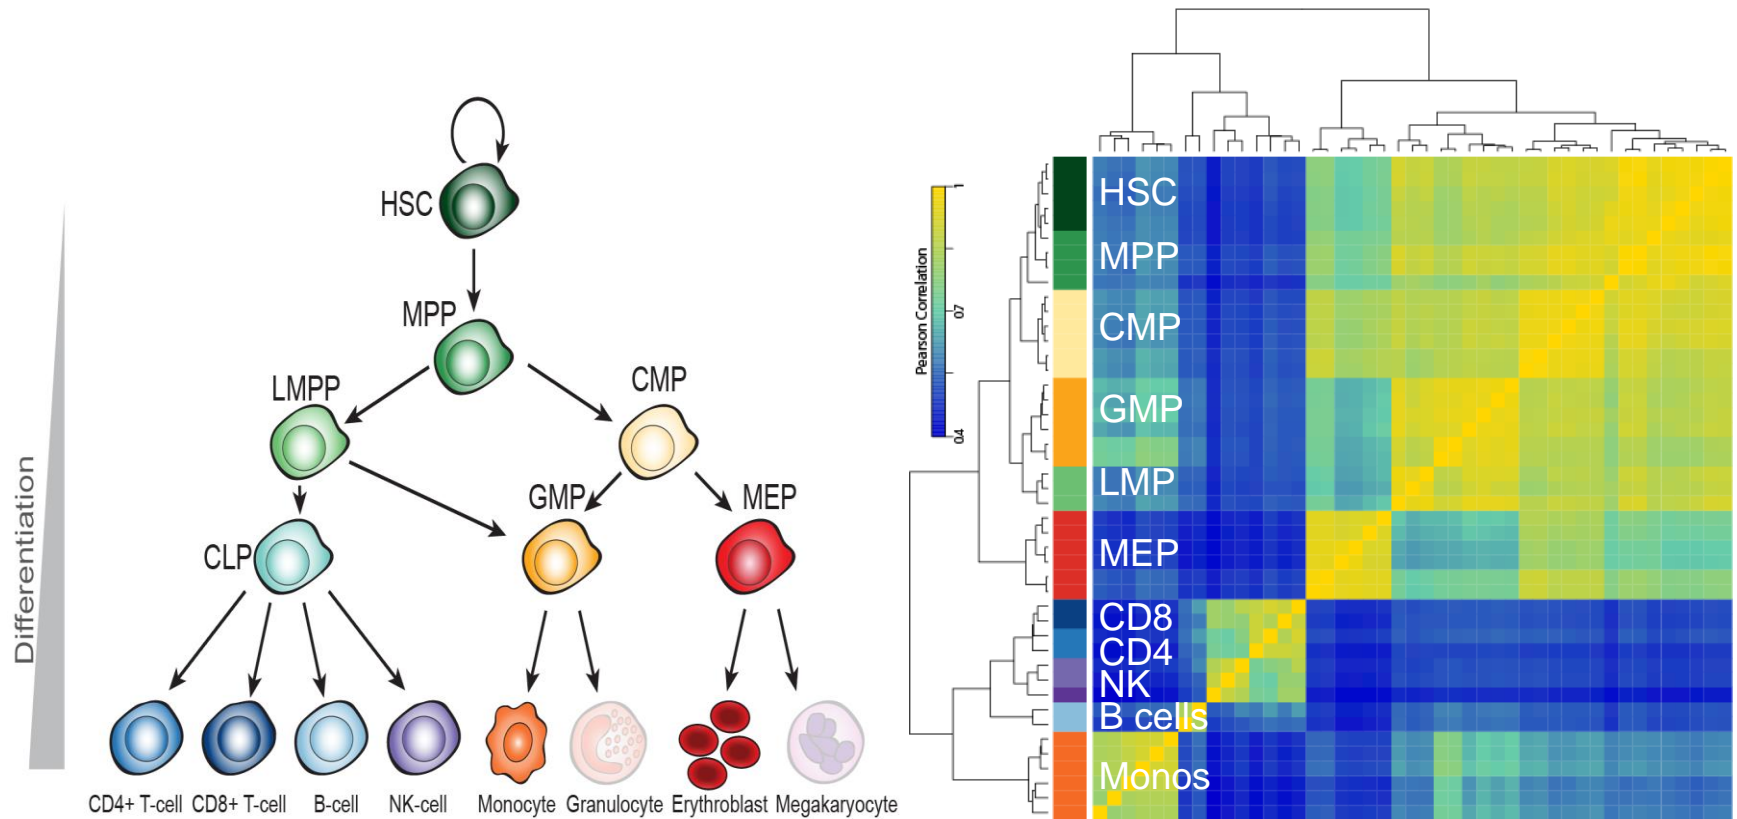 HSC
MPP
LMPP
CMP
GMP
MEP
CLP
Differentiation
CD4+ T-cell
CD8+ T-cell
B-cell
NK-cell
Monocyte
Granulocyte
Erythroblast
Megakaryocyte
Pearson Correlation
1
0.7
0.4
HSC
MPP
CMP
GMP
LMP
MEP
CD8
CD4
NK
B cells
Monos